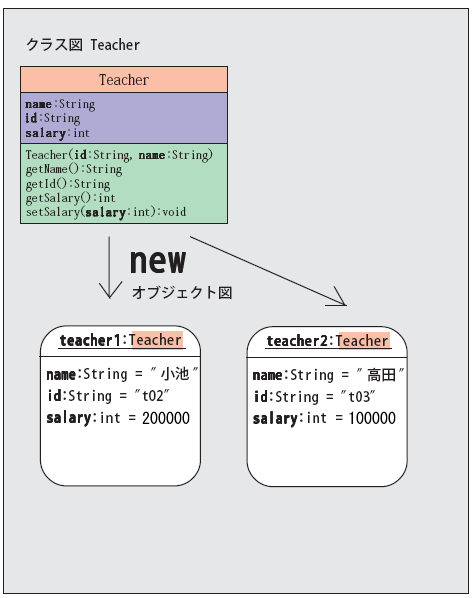 クラス図 Teacher
Teacher
name:String
id:String
salary:int
Teacher(id:String, name:String)
getName():String
getId():String
getSalary():int
setSalary(salary:int):void
new
オブジェクト図
teacher1:Teacher
name:String = "小池"
id:String = "t02"
salary:int = 200000
teacher2:Teacher
name:String = "高田"
id:String = "t03"
salary:int = 100000